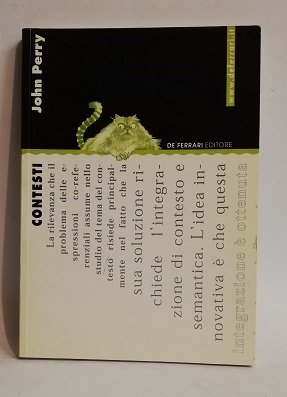 John Perry
www.deferrari.it
DE FERRARI EDITORE
CONTESTI
La rilevanza che il
problema delle e-
spressioni co-refe-
renziali assume nello
studio del tema del con-
testo risiede principal-
mente nel fatto che la
sua soluzione ri-
chiede l'integra-
zione di contesto e
semantica. L'idea in-
novativa è che questa
integrazione è ottenuta